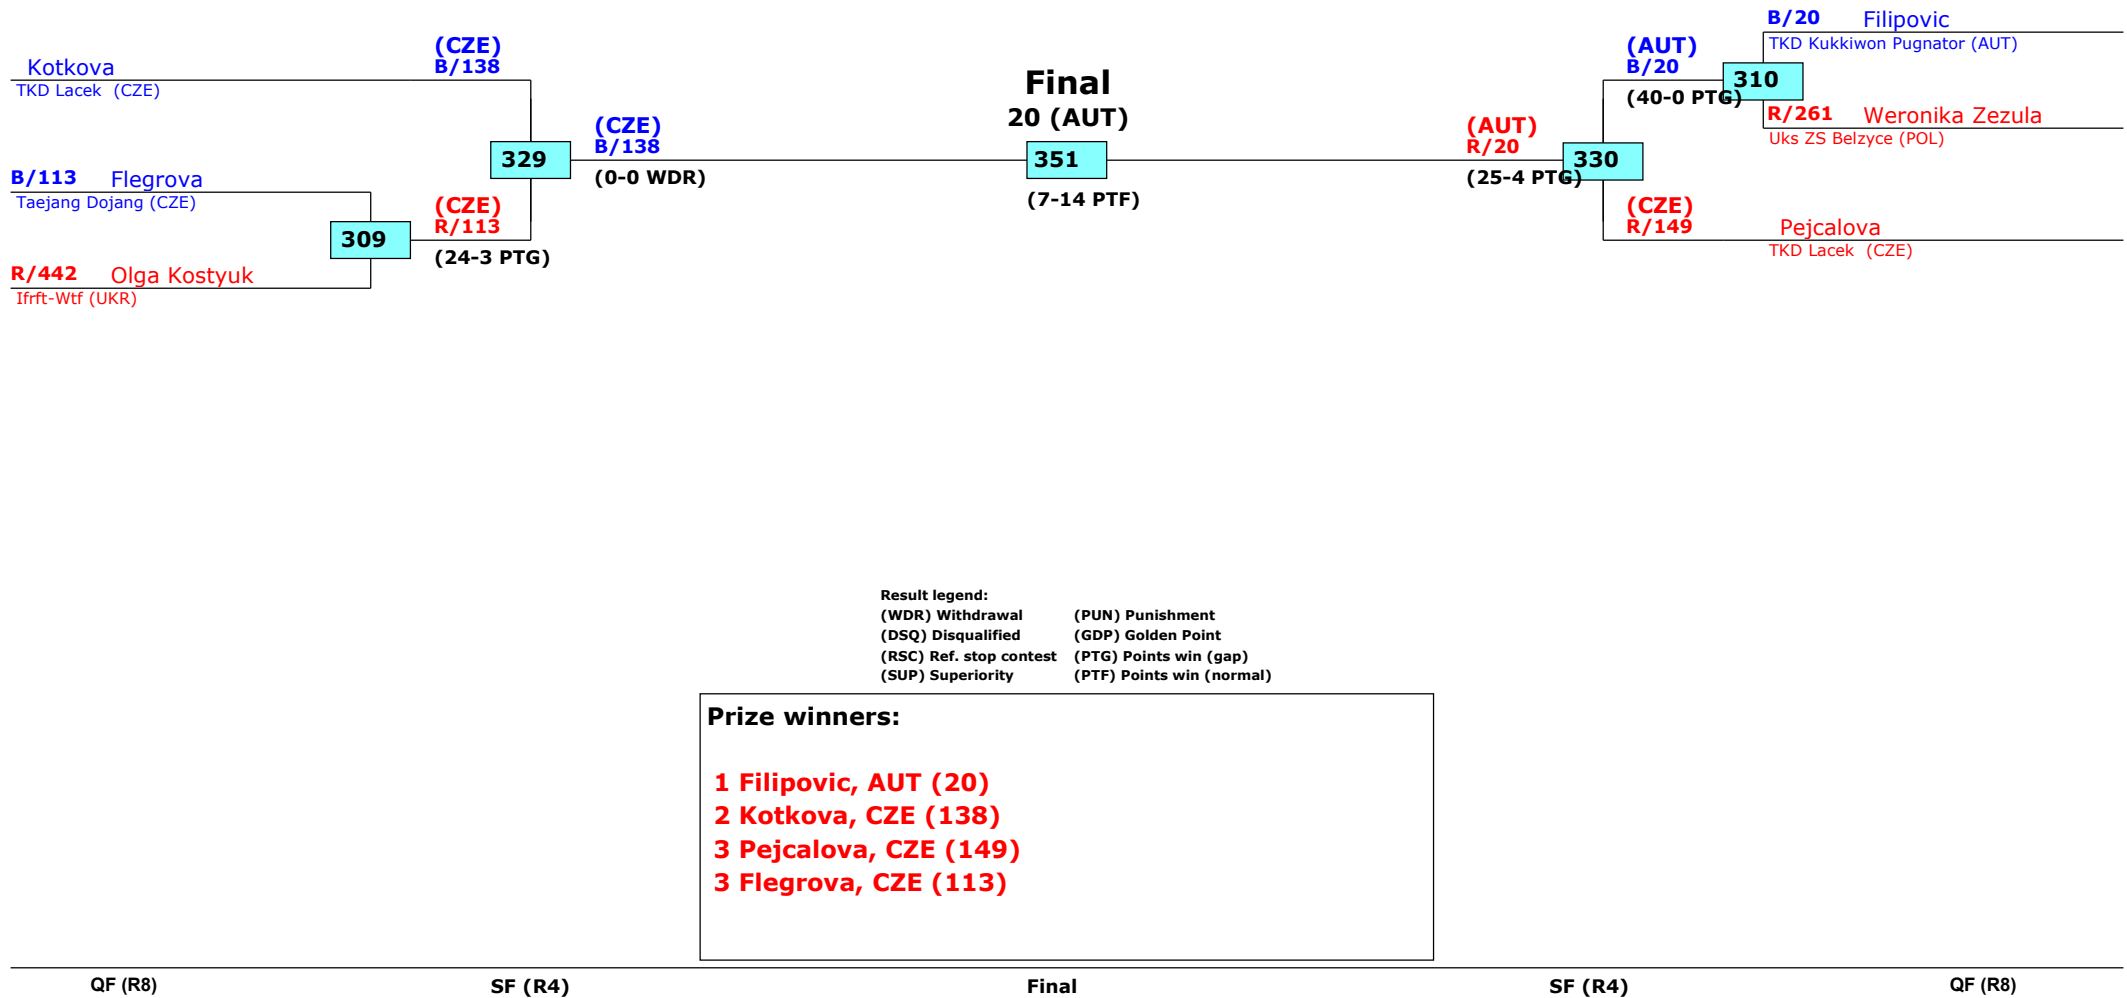 Kotkova
TKD Lacek (CZE)
(CZE)
B/138
B/113 Flegrova
Taejang Dojang (CZE)
R/442 Olga Kostyuk
Ifrft-Wtf (UKR)
309
(CZE)
R/113
(24-3 PTG)
329
(CZE)
B/138
(0-0 WDR)
Final
20 (AUT)
351
(7-14 PTF)
(AUT)
R/20
(25-4 PTG)
330
(AUT)
B/20
(40-0 PTG)
310
B/20 Filipovic
TKD Kukkiwon Pugnator (AUT)
R/261 Weronika Zezula
Uks ZS Belzyce (POL)
(CZE)
R/149
Pejcalova
TKD Lacek (CZE)
Result legend:
(WDR) Withdrawal (PUN) Punishment
(DSQ) Disqualified (GDP) Golden Point
(RSC) Ref. stop contest (PTG) Points win (gap)
(SUP) Superiority (PTF) Points win (normal)
Prize winners:
1 Filipovic, AUT (20)
2 Kotkova, CZE (138)
3 Pejcalova, CZE (149)
3 Flegrova, CZE (113)
QF (R8) SF (R4) Final SF (R4) QF (R8)